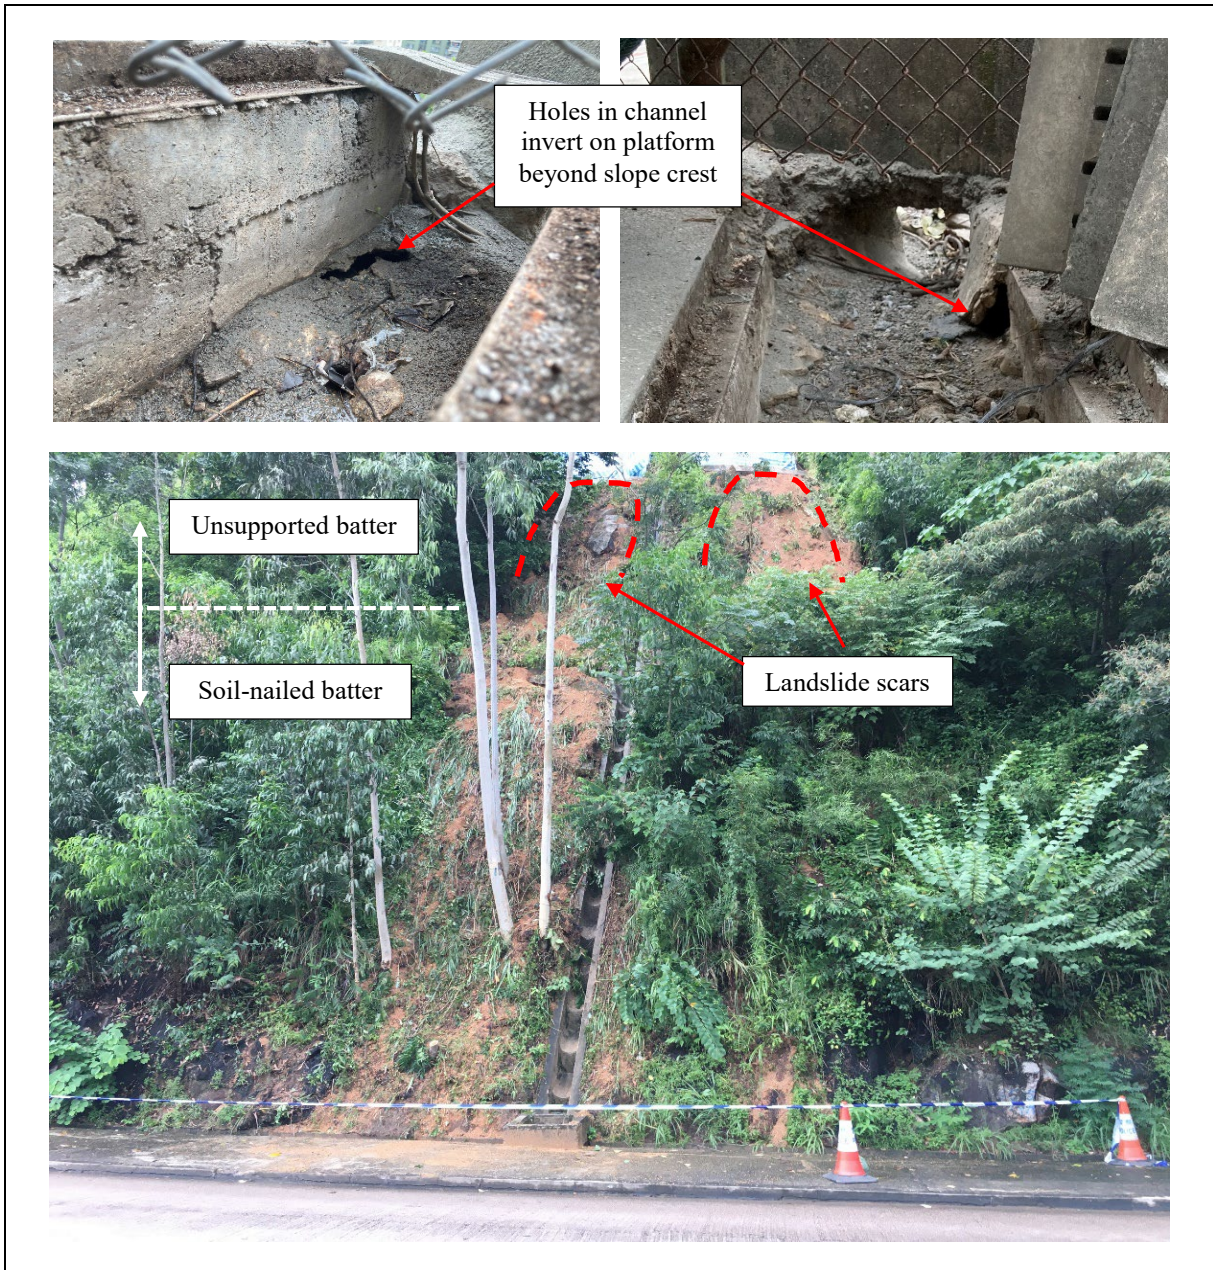 Holes in channel
invert on platform
beyond slope crest
Unsupported batter
Soil-nailed batter
Landslide scars